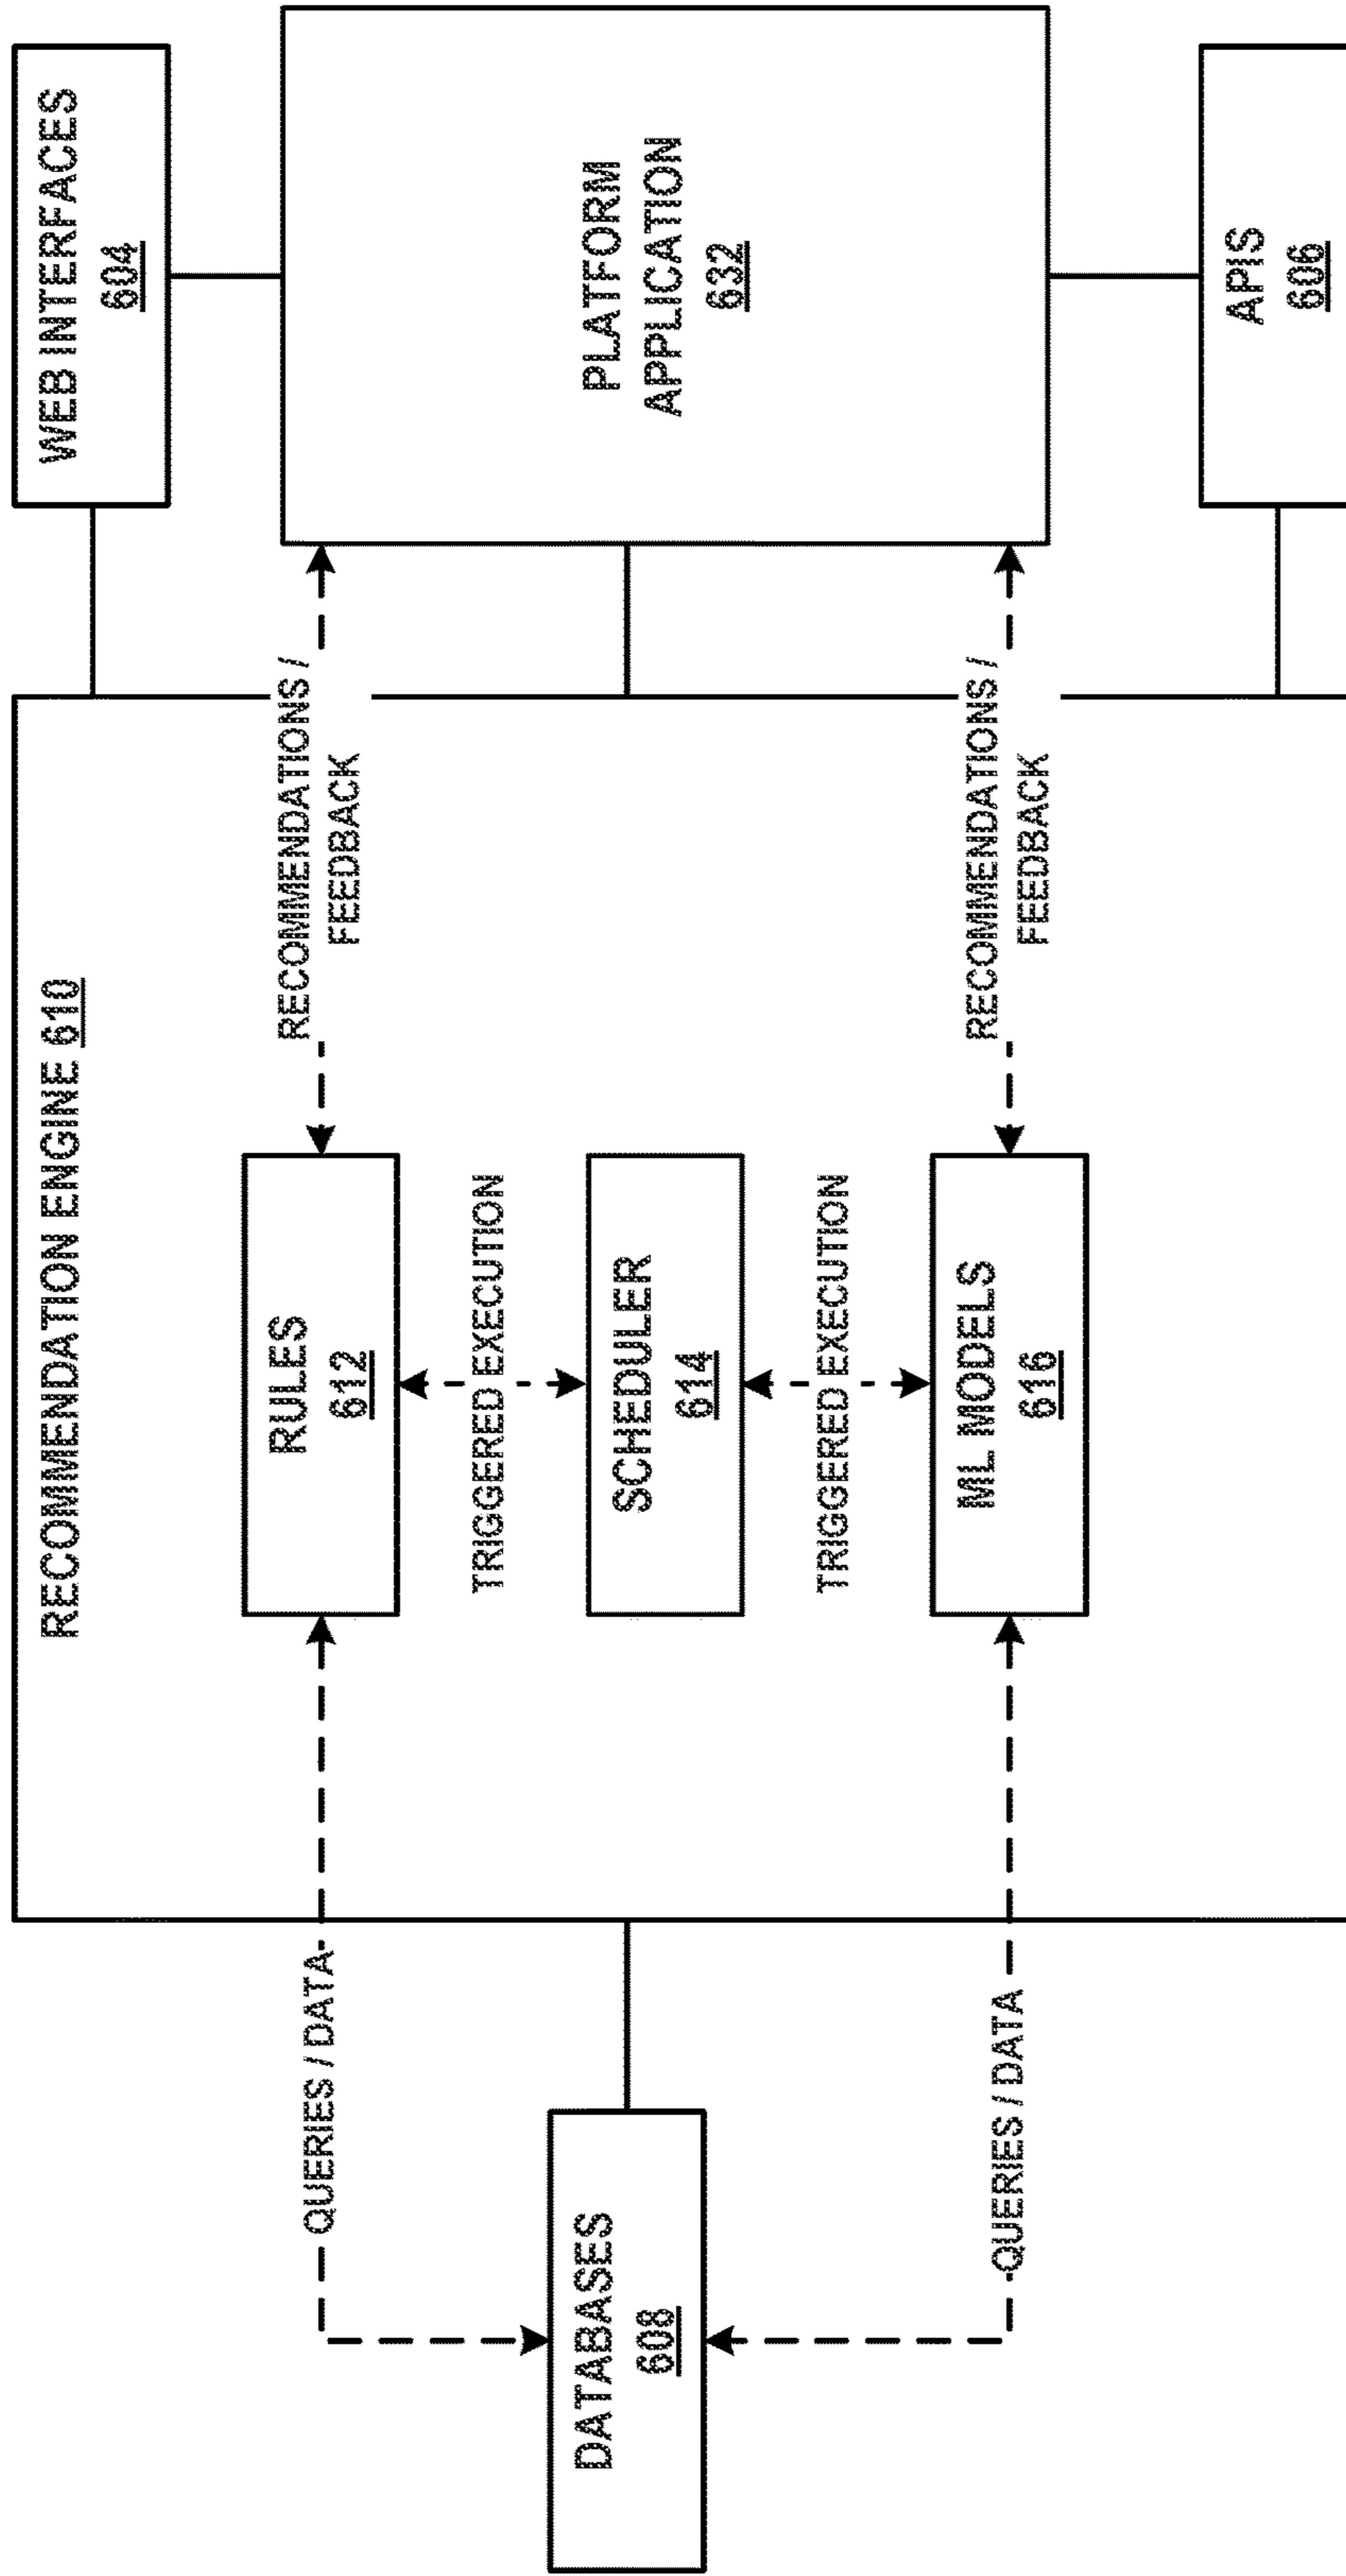 RECOMMENDATION ENGINE 610
WEB INTERFACES
604
QUERIES / DATA
RULES
612
RECOMMENDATIONS /
FEEDBACK
TRIGGERED EXECUTION
DATABASES
608
SCHEDULER
614
PLATFORM
APPLICATION
632
TRIGGERED EXECUTION
QUERIES / DATA
ML MODELS
616
RECOMMENDATIONS /
FEEDBACK
APIS
606